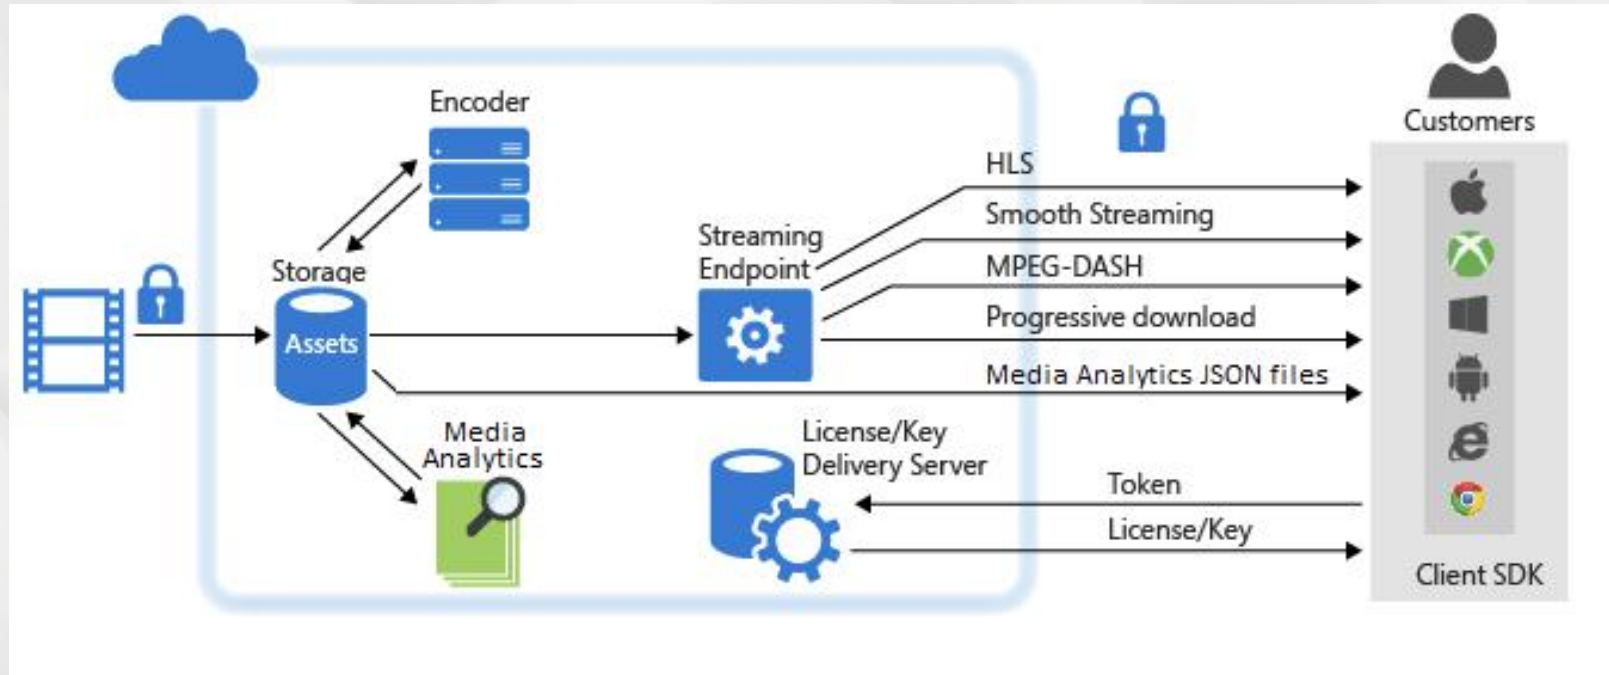 Encoder
Customers
HLS
Smooth Streaming
Streaming
Endpoint
MPEG-DASH
Storage
Assets
Progressive download
Media Analytics JSON files
Media
Analytics
License/Key
Delivery Server
Token
License/Key
Client SDK